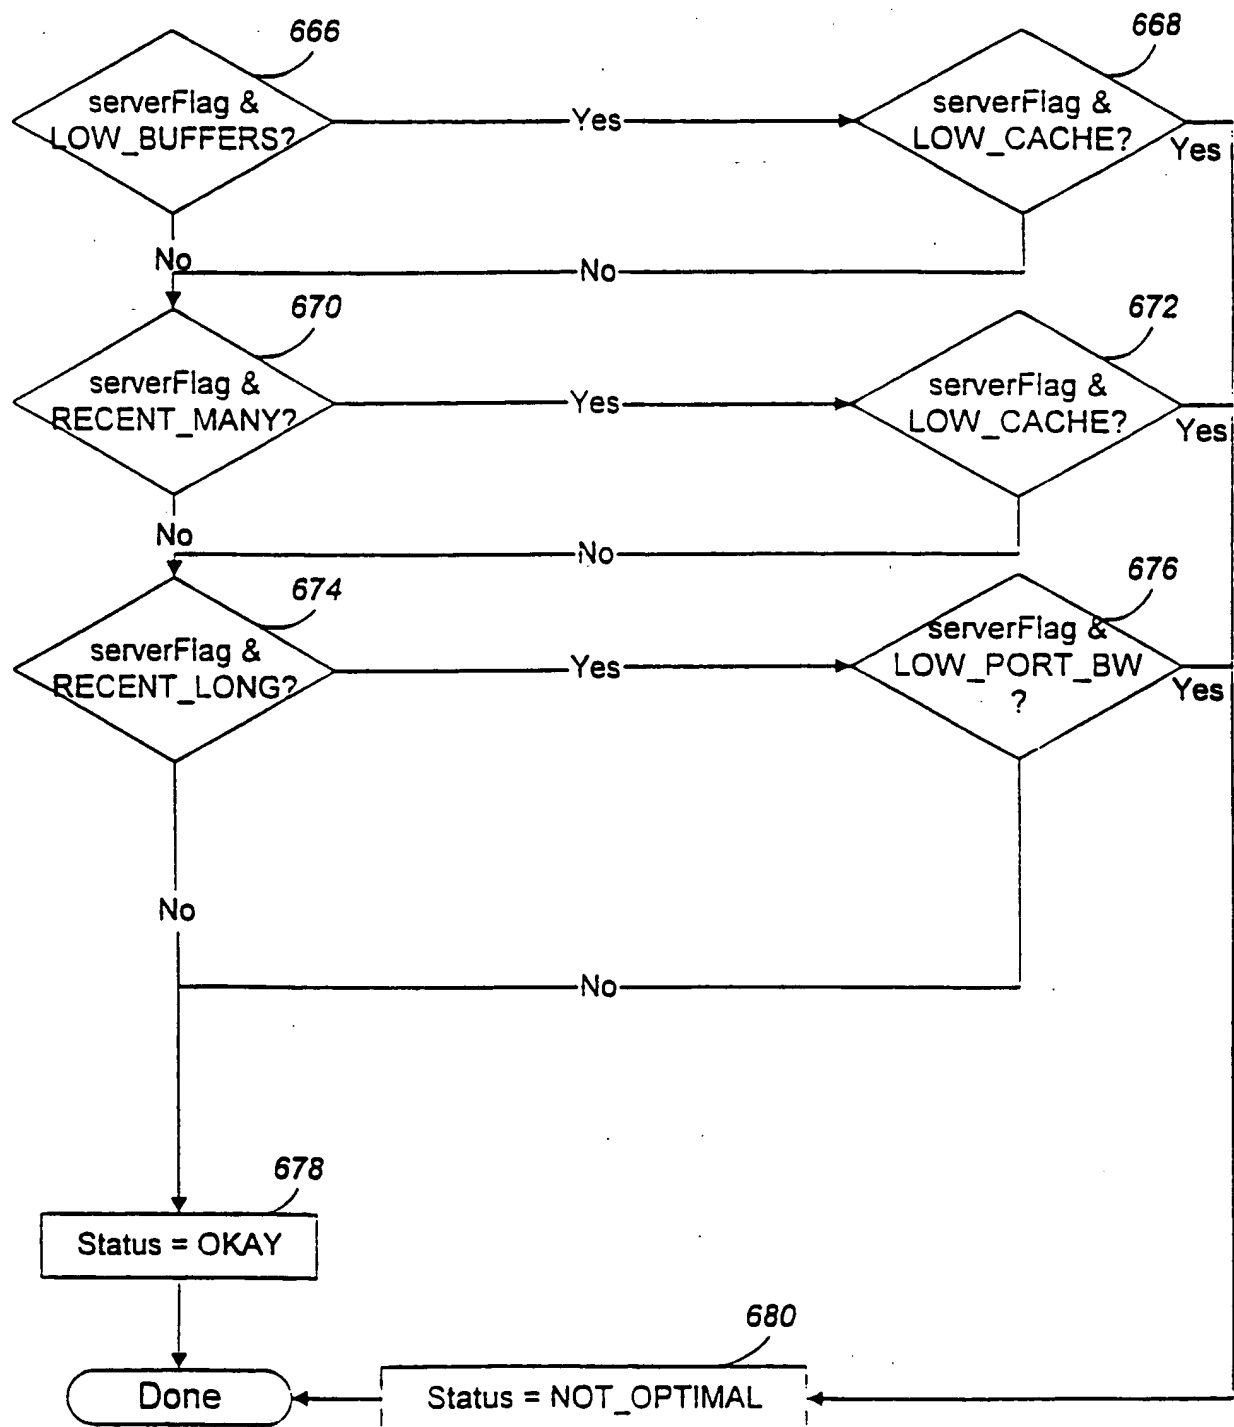 666
668
serverFlag &
LOW_BUFFERS?
Yes
serverFlag &
LOW_CACHE?
Yes
No
No
670
672
serverFlag &
RECENT_MANY?
Yes
serverFlag &
LOW_CACHE?
Yes
No
No
674
676
serverFlag &
RECENT_LONG?
Yes
serverFlag &
LOW_PORT_BW
?
Yes
No
No
678
Status = OKAY
680
Done
Status = NOT_OPTIMAL